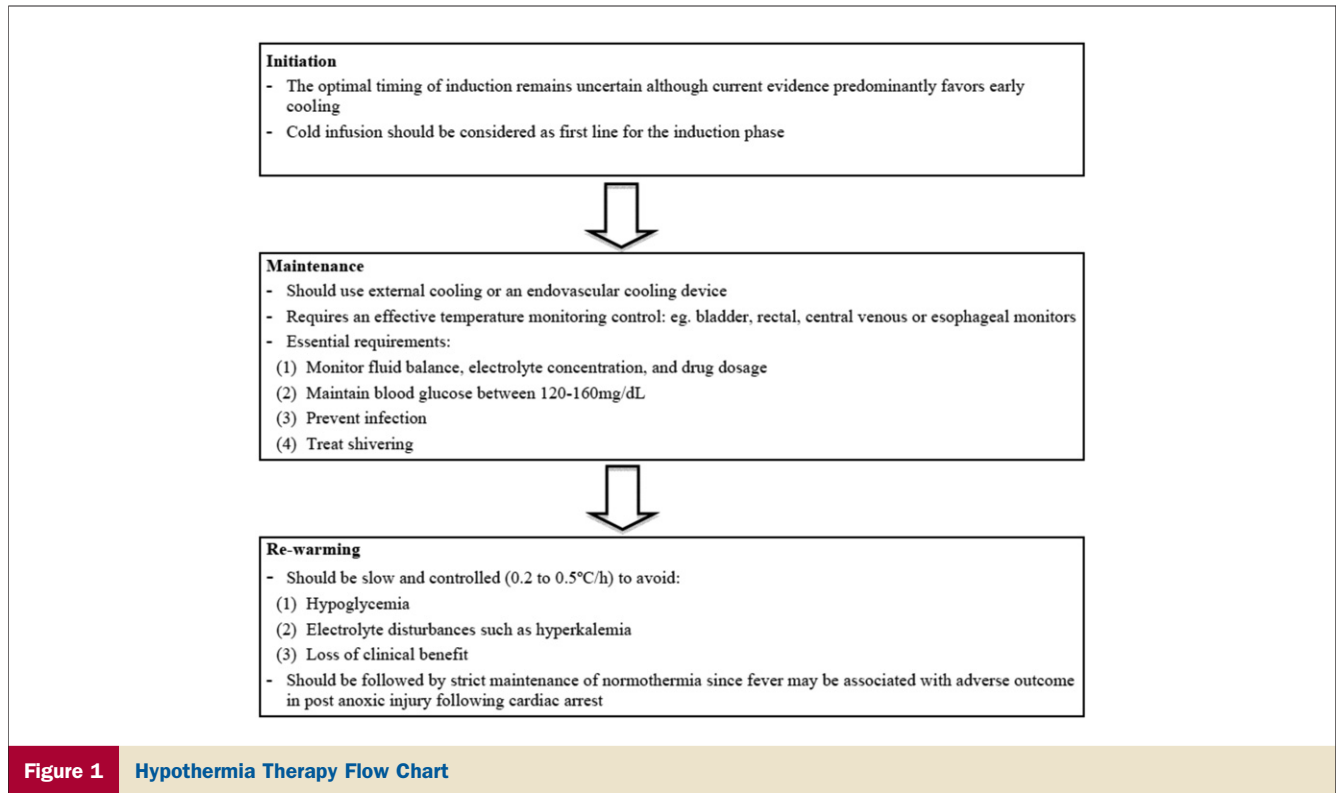 Initiation
- The optimal timing of induction remains uncertain although current evidence predominantly favors early
cooling
- Cold infusion should be considered as first line for the induction phase
Maintenance
- Should use external cooling or an endovascular cooling device
- Requires an effective temperature monitoring control: eg. bladder, rectal, central venous or esophageal monitors
- Essential requirements:
(1) Monitor fluid balance, electrolyte concentration, and drug dosage
(2) Maintain blood glucose between 120-160mg/dL
(3) Prevent infection
(4) Treat shivering
Re-warming
- Should be slow and controlled (0.2 to 0.5°C/h) to avoid:
(1) Hypoglycemia
(2) Electrolyte disturbances such as hyperkalemia
(3) Loss of clinical benefit
- Should be followed by strict maintenance of normothermia since fever may be associated with adverse outcome
in post anoxic injury following cardiac arrest
Figure 1 Hypothermia Therapy Flow Chart